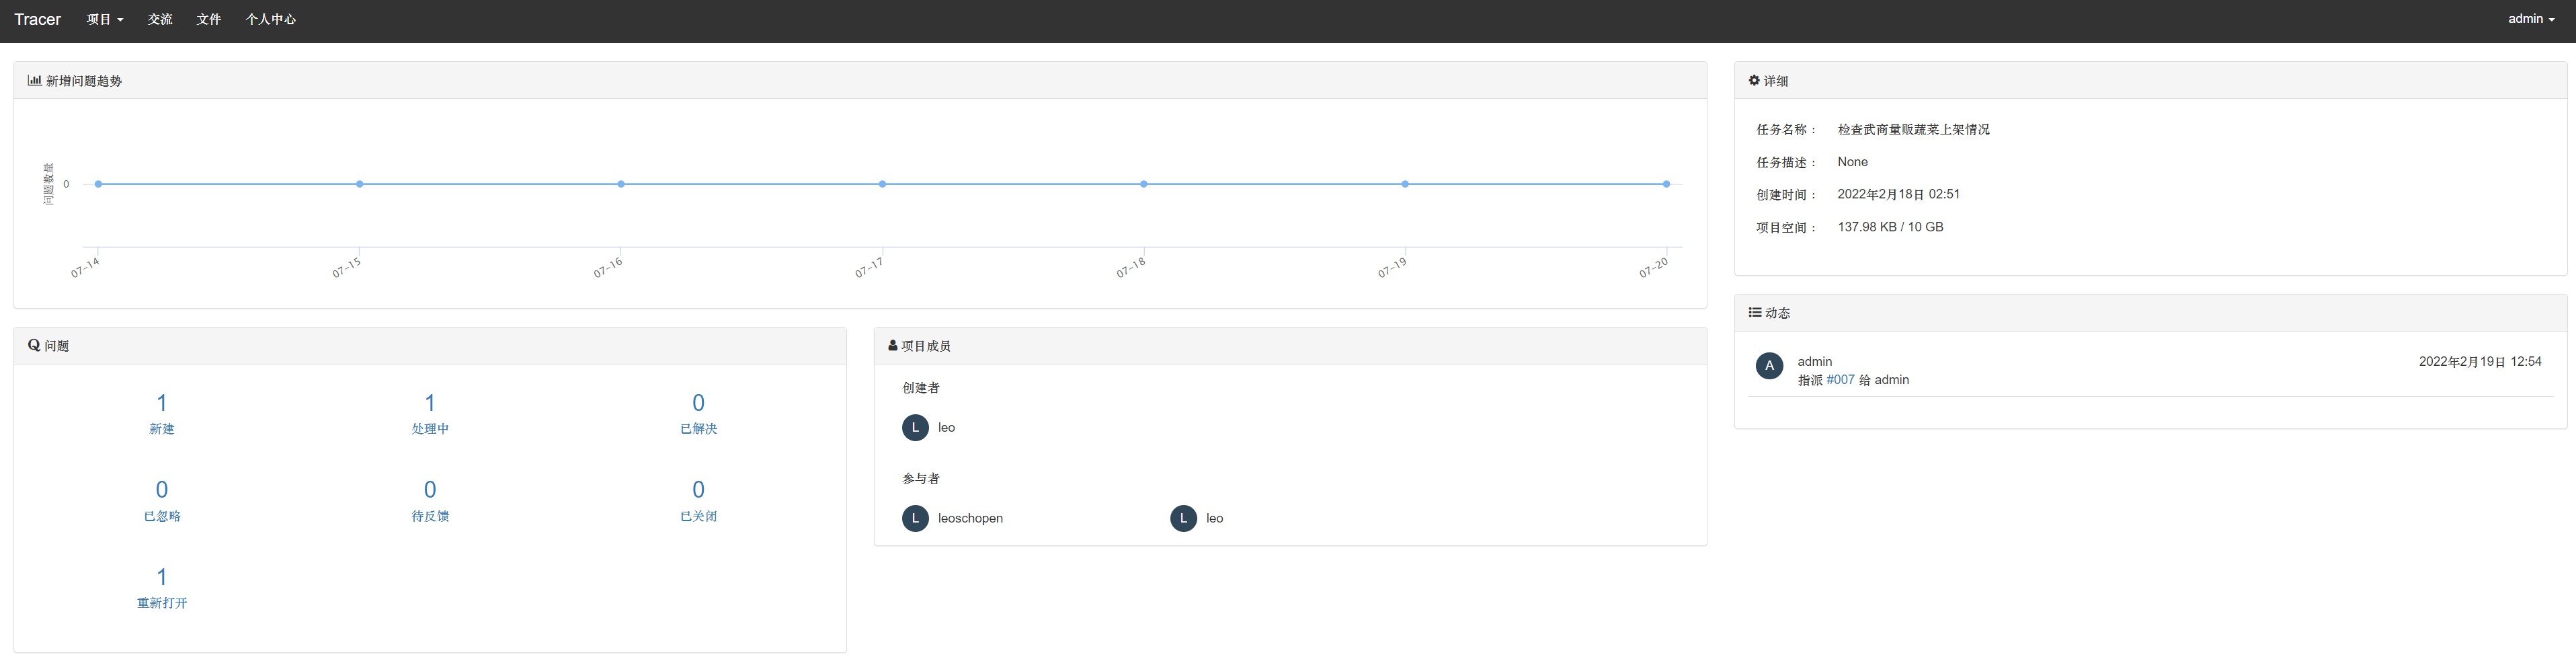 Tracer 项目 交流 文件 个人中心 admin
新增问题趋势
问题数量
0
07-14 07-15 07-16 07-17 07-18 07-19 07-20
问题
1 1 0
新建 处理中 已解决
0 0 0
已忽略 待反馈 已关闭
1
重新打开
项目成员
创建者
L leo
参与者
L leoschopen L leo
详细
任务名称： 检查武商量贩蔬菜上架情况
任务描述： None
创建时间： 2022年2月18日 02:51
项目空间： 137.98 KB / 10 GB
动态
A admin 2022年2月19日 12:54
指派 #007 给 admin